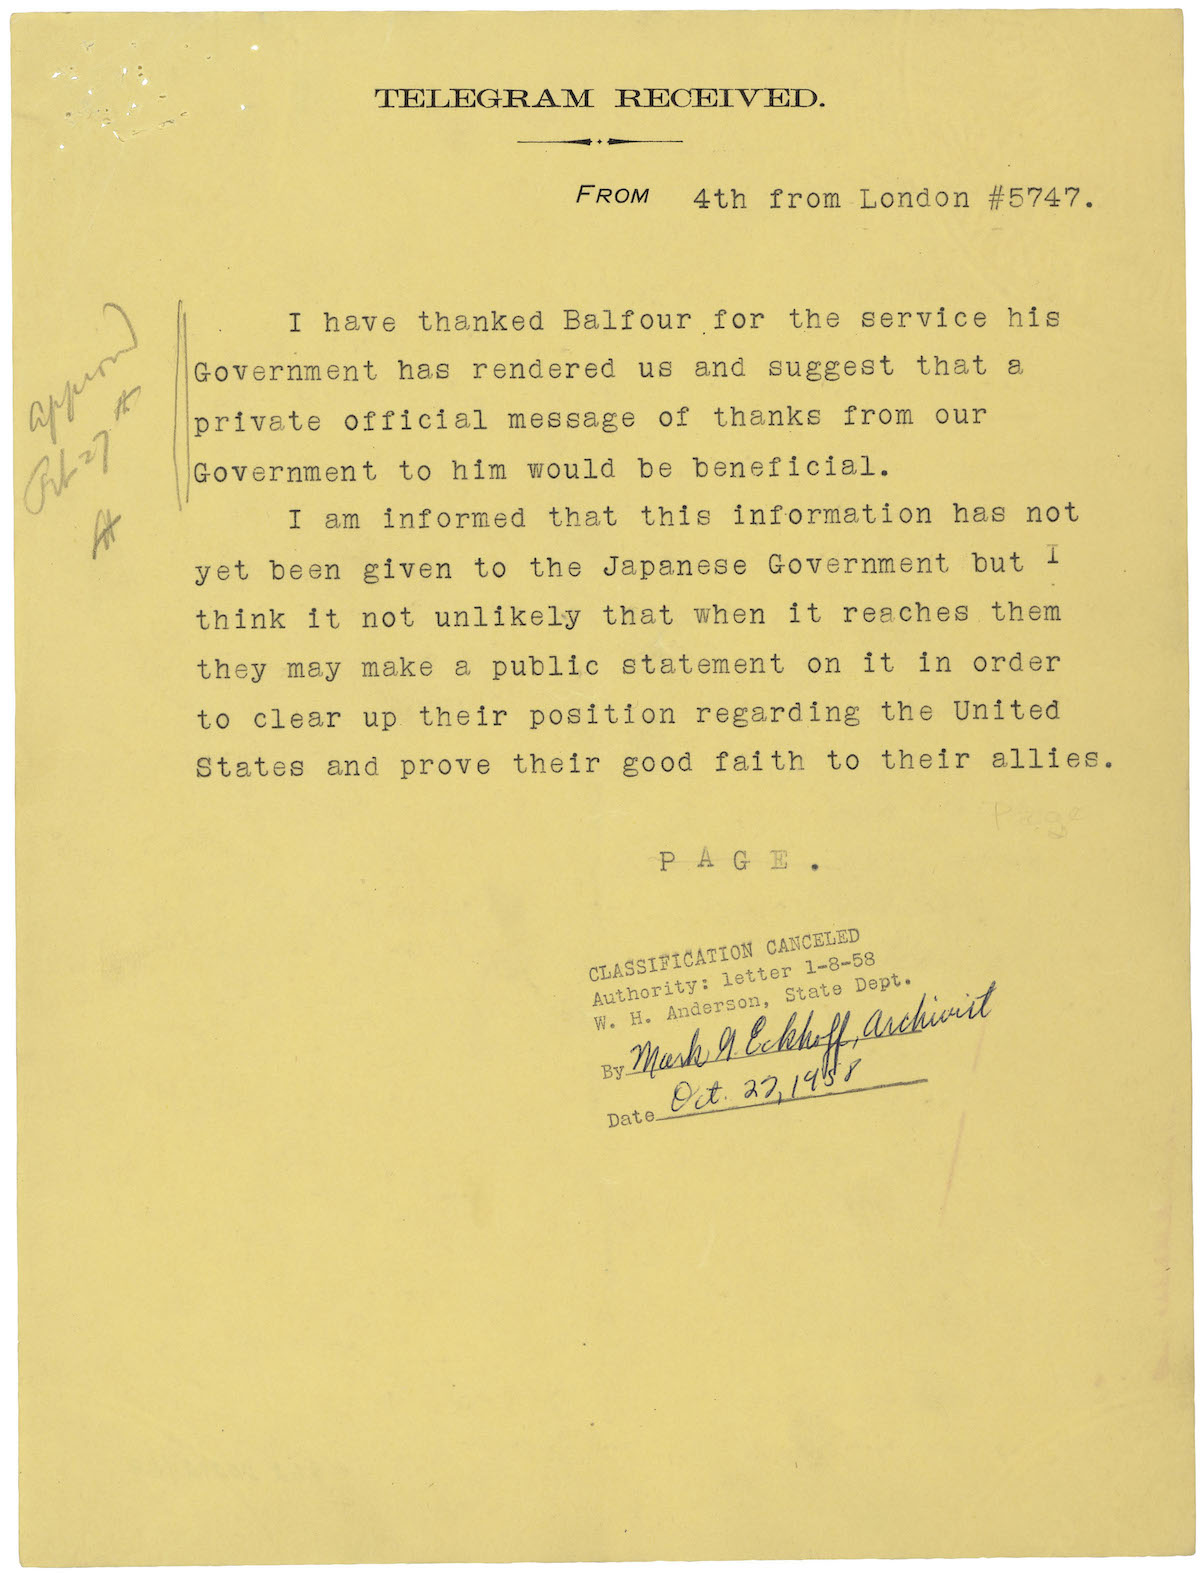 TELEGRAM RECEIVED.
FROM 4th from London #5747.
I have thanked Balfour for the service his
Government has rendered us and suggest that a
private official message of thanks from our
Government to him would be beneficial.
I am informed that this information has not
yet been given to the Japanese Government but I
think it not unlikely that when it reaches them
they may make a public statement on it in order
to clear up their position regarding the United
States and prove their good faith to their allies.
Page
PAGE.
approved
27
CLASSIFICATION CANCELED
Authority: letter 1-8-58
W. H. Anderson, State Dept.
By Mark G. Eckhoff, Archivist
Date Oct. 27, 1958